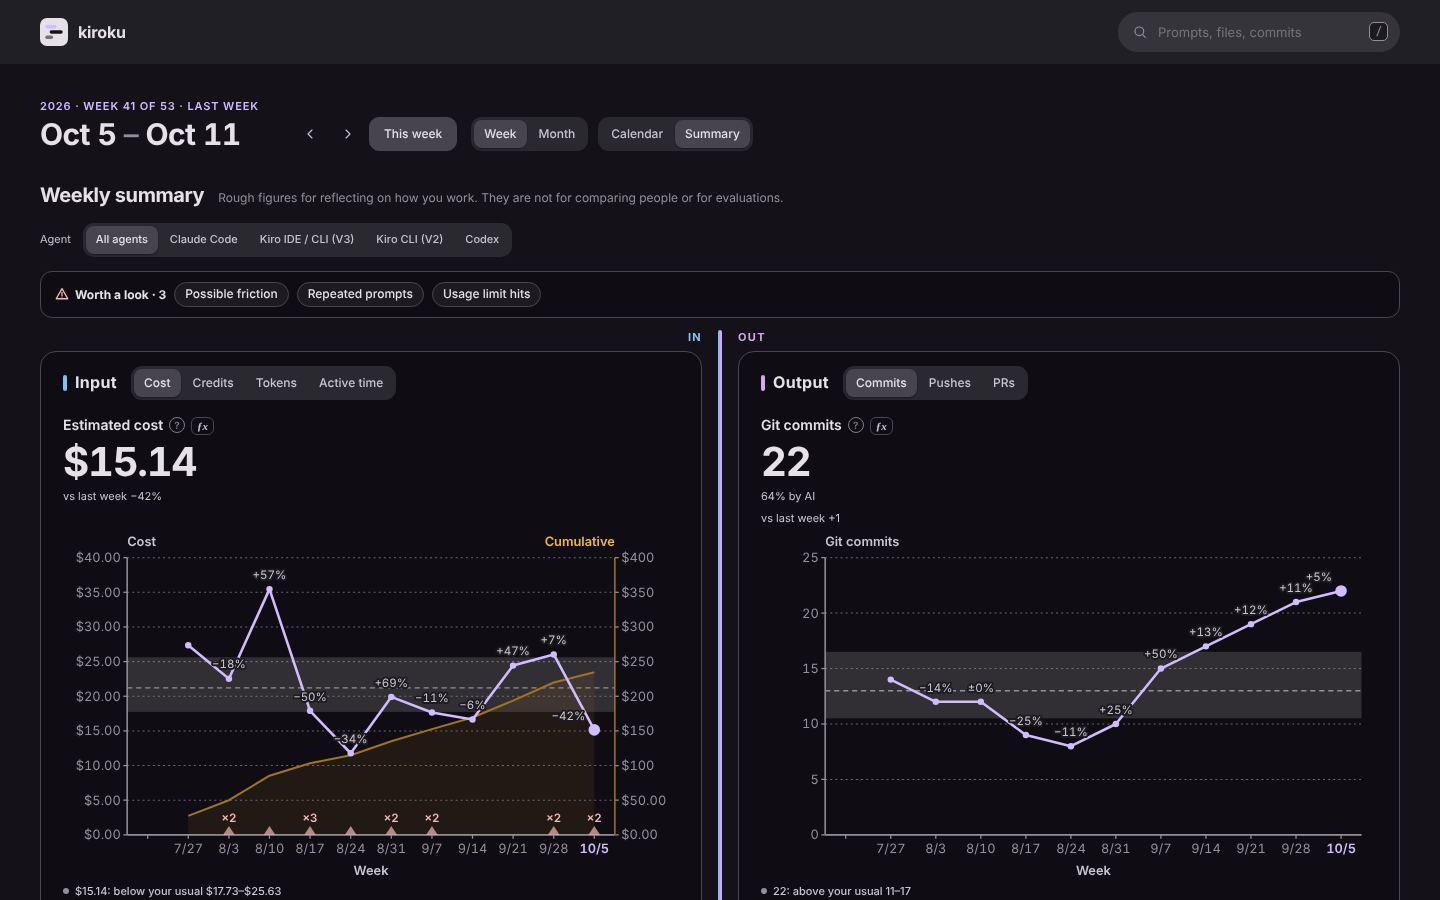 kiroku
Prompts, files, commits
/
2026 · WEEK 41 OF 53 · LAST WEEK
Oct 5 – Oct 11
This week
Week
Month
Calendar
Summary
Weekly summary
Rough figures for reflecting on how you work. They are not for comparing people or for evaluations.
Agent
All agents
Claude Code
Kiro IDE / CLI (V3)
Kiro CLI (V2)
Codex
Worth a look · 3
Possible friction
Repeated prompts
Usage limit hits
IN
OUT
Input
Cost
Credits
Tokens
Active time
Estimated cost
?
ƒx
$15.14
vs last week −42%
Cost
Cumulative
$40.00
$35.00
$30.00
$25.00
$20.00
$15.00
$10.00
$5.00
$0.00
$400
$350
$300
$250
$200
$150
$100
$50.00
$0.00
−18%
+57%
−50%
−34%
+69%
−11%
−6%
+47%
+7%
−42%
×2
×3
×2
×2
×2
×2
7/27
8/3
8/10
8/17
8/24
8/31
9/7
9/14
9/21
9/28
10/5
Week
$15.14: below your usual $17.73–$25.63
Output
Commits
Pushes
PRs
Git commits
?
ƒx
22
64% by AI
vs last week +1
Git commits
25
20
15
10
5
0
−14%
±0%
−25%
−11%
+25%
+50%
+13%
+12%
+11%
+5%
7/27
8/3
8/10
8/17
8/24
8/31
9/7
9/14
9/21
9/28
10/5
Week
22: above your usual 11–17